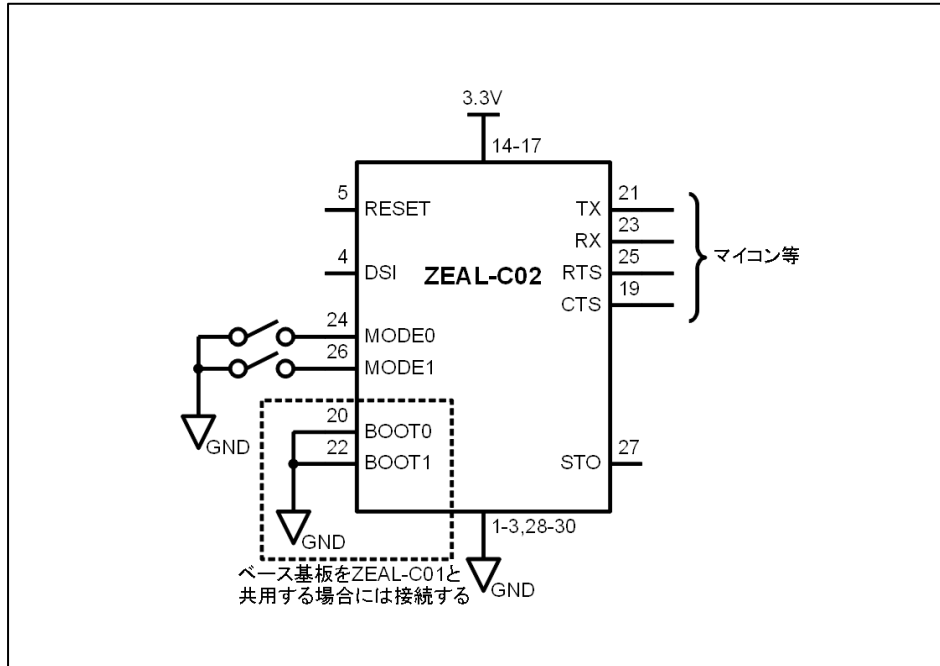 3.3V
14-17
5
RESET
TX
21
RX
23
4
DSI
ZEAL-C02
RTS
25
マイコン等
CTS
19
24
MODE0
26
MODE1
20
BOOT0
22
BOOT1
STO
27
GND
GND
1-3,28-30
GND
ベース基板をZEAL-C01と
共用する場合には接続する